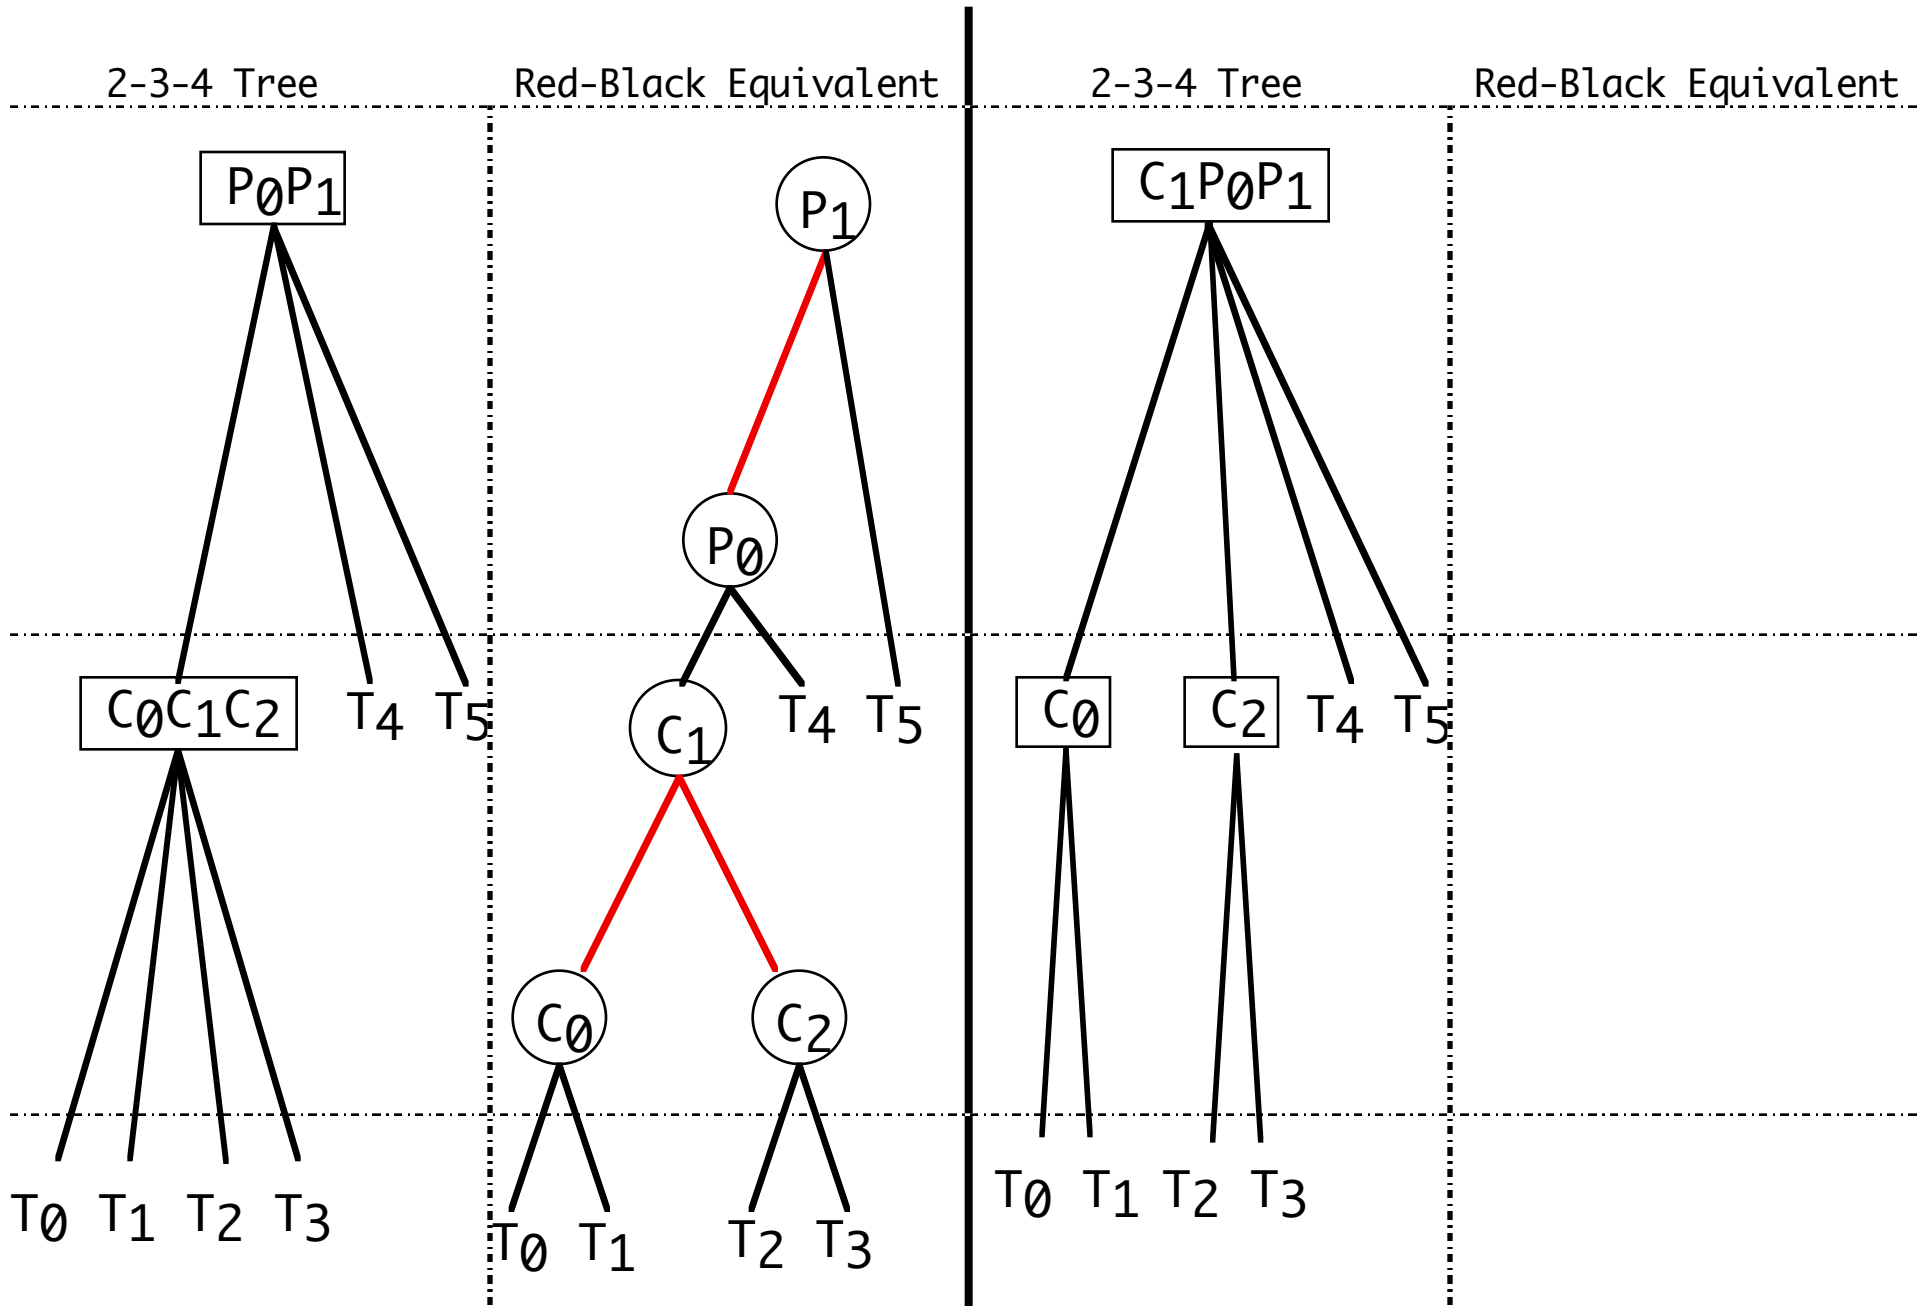 2-3-4 Tree Red-Black Equivalent 2-3-4 Tree Red-Black Equivalent
P0P1 P1 C1P0P1
P0
C0C1C2 T4 T5 C1 T4 T5 C0 C2 T4 T5
C0 C2
T0 T1 T2 T3 T0 T1 T2 T3 T0 T1 T2 T3